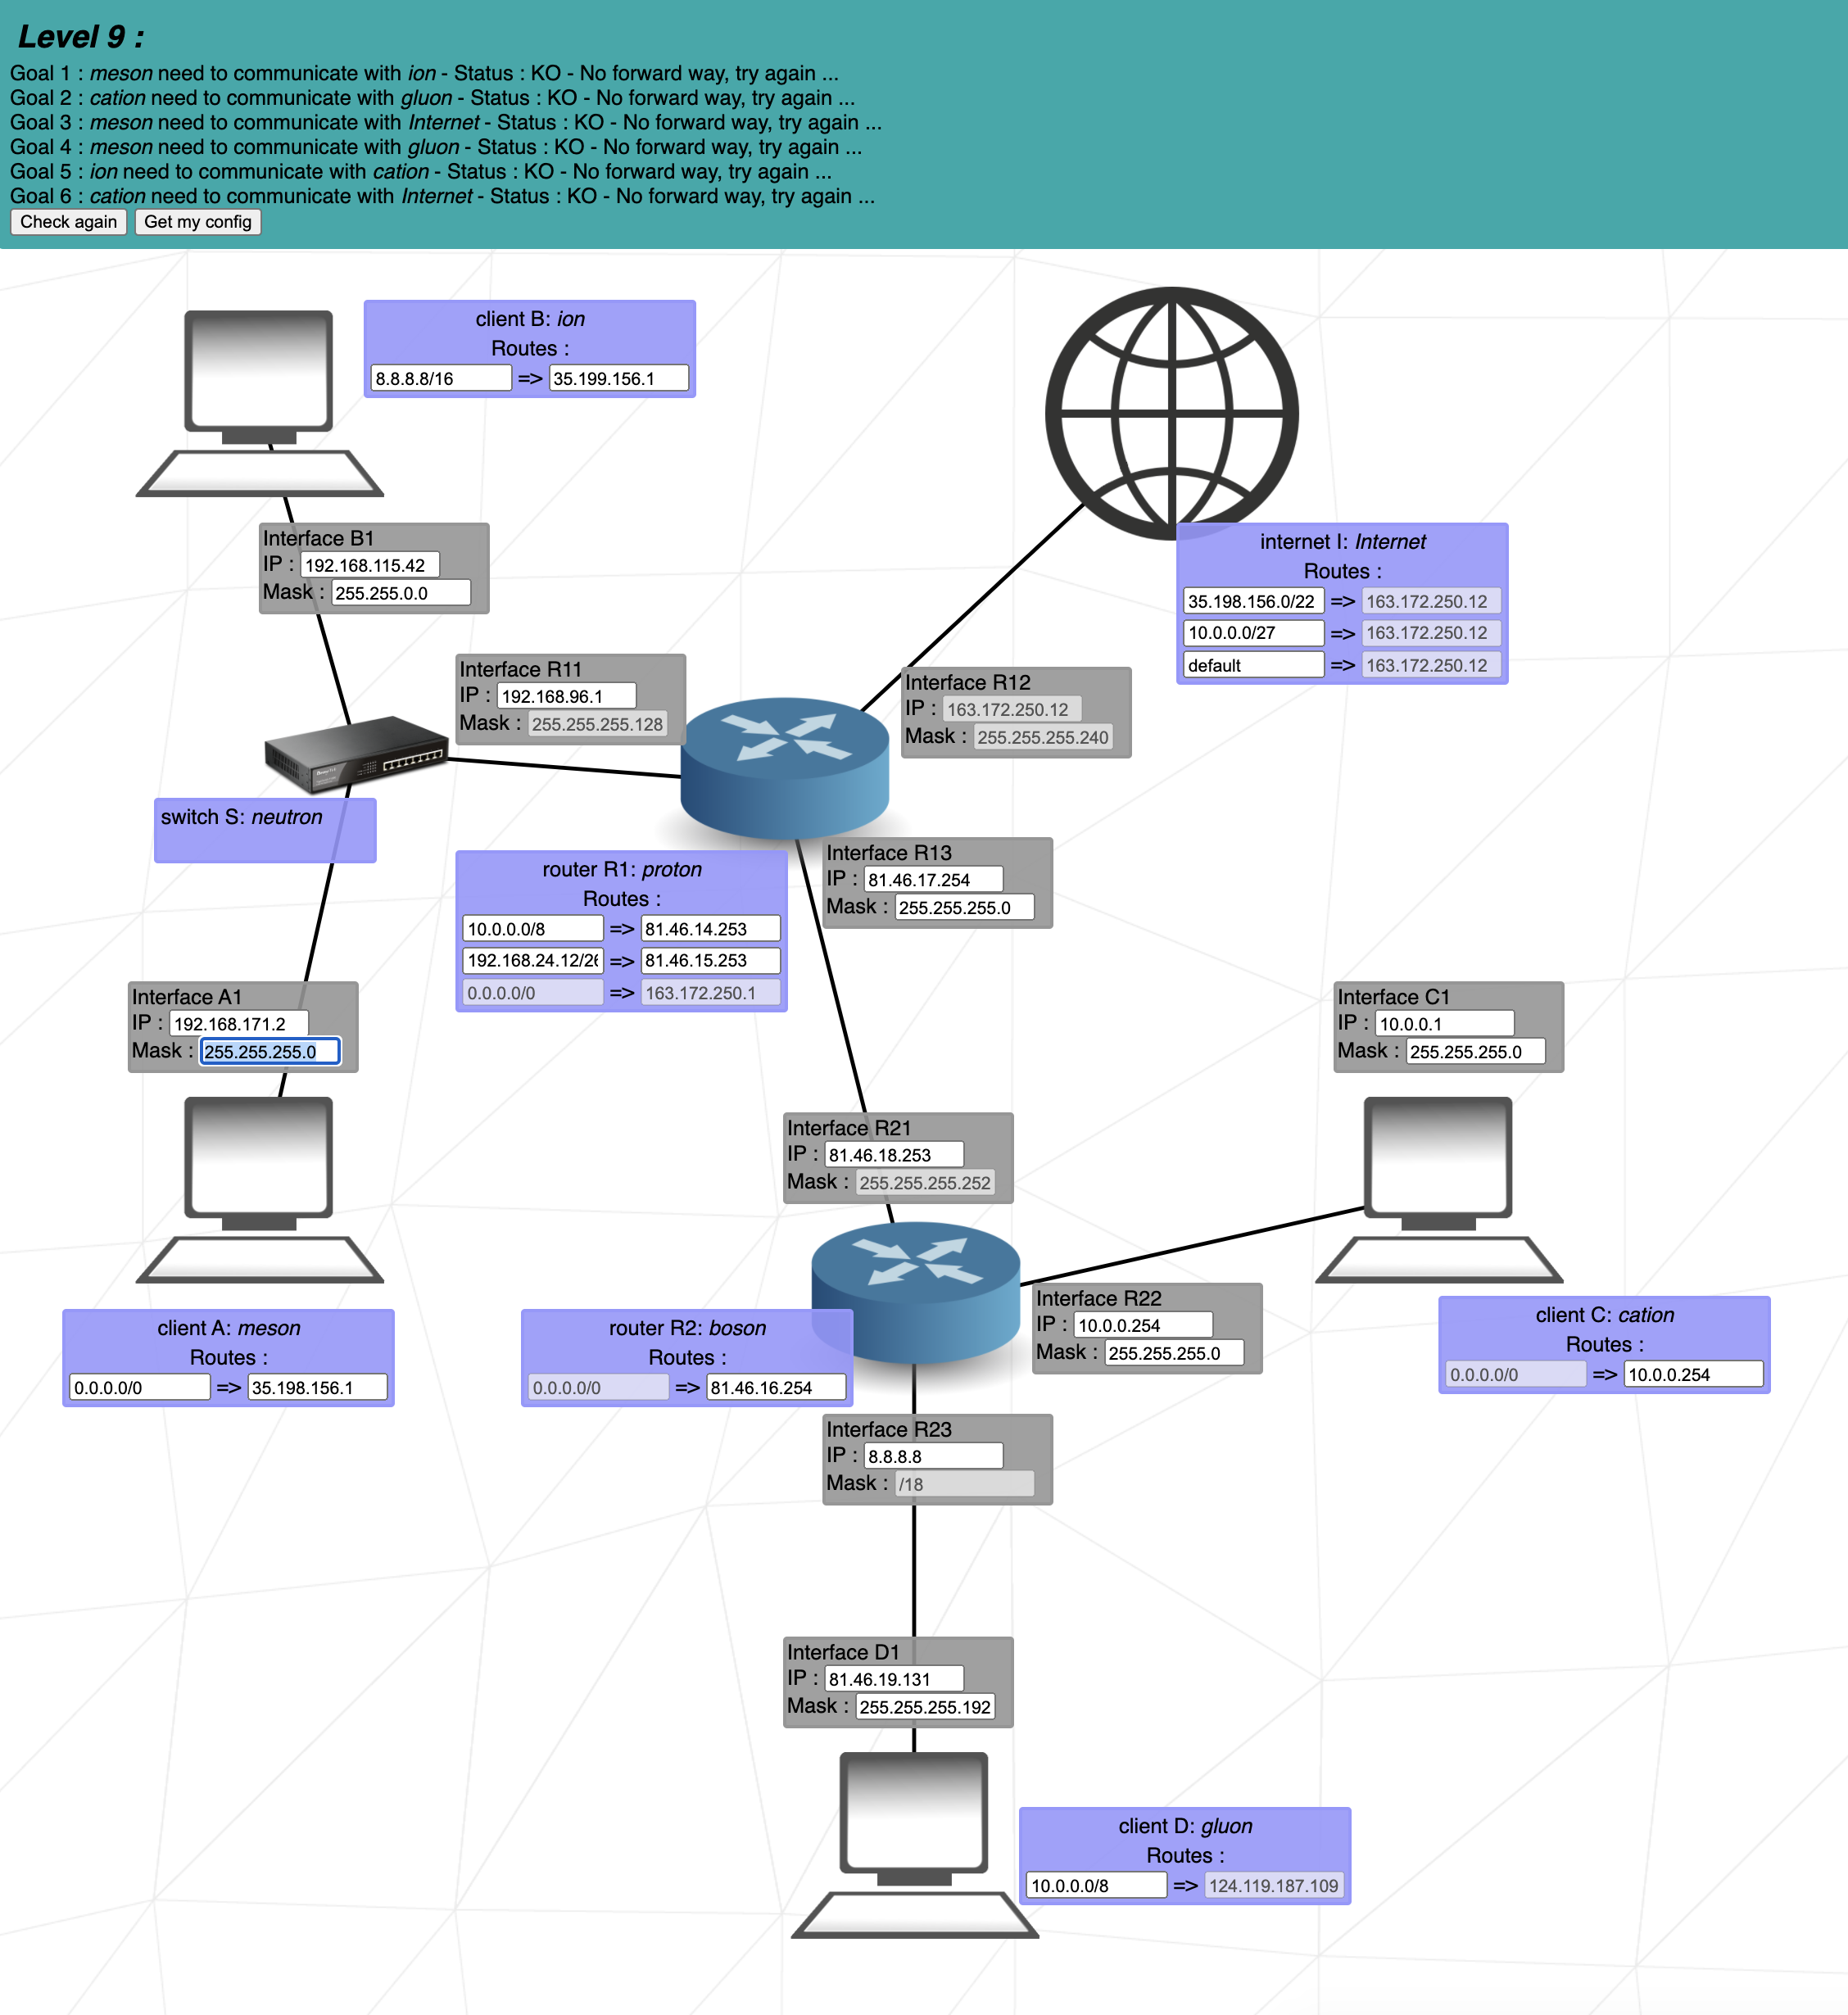 Level 9 :
Goal 1 : meson need to communicate with ion - Status : KO - No forward way, try again ...
Goal 2 : cation need to communicate with gluon - Status : KO - No forward way, try again ...
Goal 3 : meson need to communicate with Internet - Status : KO - No forward way, try again ...
Goal 4 : meson need to communicate with gluon - Status : KO - No forward way, try again ...
Goal 5 : ion need to communicate with cation - Status : KO - No forward way, try again ...
Goal 6 : cation need to communicate with Internet - Status : KO - No forward way, try again ...
Check again Get my config
client B: ion
Routes :
8.8.8.8/16 => 35.199.156.1
Interface B1
IP : 192.168.115.42
Mask : 255.255.0.0
internet I: Internet
Routes :
35.198.156.0/22 => 163.172.250.12
10.0.0.0/27 => 163.172.250.12
default => 163.172.250.12
Interface R11
IP : 192.168.96.1
Mask : 255.255.255.128
Interface R12
IP : 163.172.250.12
Mask : 255.255.255.240
switch S: neutron
Interface R13
IP : 81.46.17.254
Mask : 255.255.255.0
router R1: proton
Routes :
10.0.0.0/8 => 81.46.14.253
192.168.24.12/26 => 81.46.15.253
0.0.0.0/0 => 163.172.250.1
Interface A1
IP : 192.168.171.2
Mask : 255.255.255.0
Interface C1
IP : 10.0.0.1
Mask : 255.255.255.0
Interface R21
IP : 81.46.18.253
Mask : 255.255.255.252
Interface R22
IP : 10.0.0.254
Mask : 255.255.255.0
client A: meson
Routes :
0.0.0.0/0 => 35.198.156.1
router R2: boson
Routes :
0.0.0.0/0 => 81.46.16.254
client C: cation
Routes :
0.0.0.0/0 => 10.0.0.254
Interface R23
IP : 8.8.8.8
Mask : /18
Interface D1
IP : 81.46.19.131
Mask : 255.255.255.192
client D: gluon
Routes :
10.0.0.0/8 => 124.119.187.109